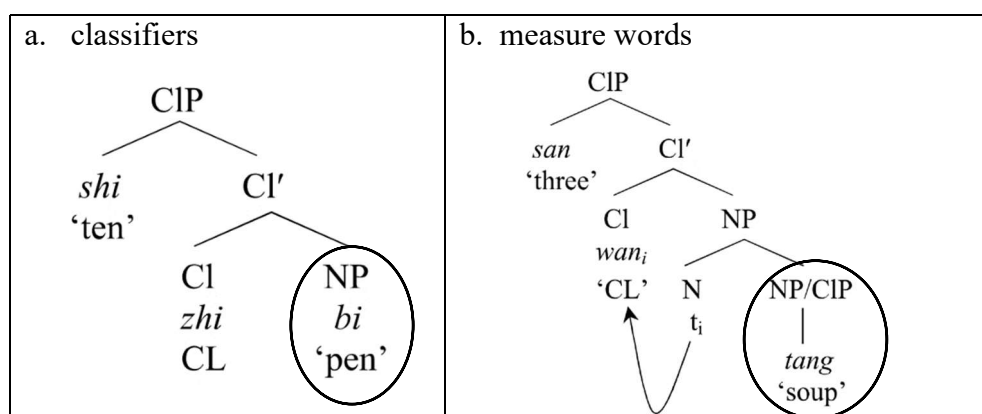 a. classifiers
ClP
shi
‘ten’
Cl′
Cl
zhi
CL
NP
bi
‘pen’
b. measure words
ClP
san
‘three’
Cl′
Cl
wani
‘CL’
NP
N
ti
NP/ClP
tang
‘soup’